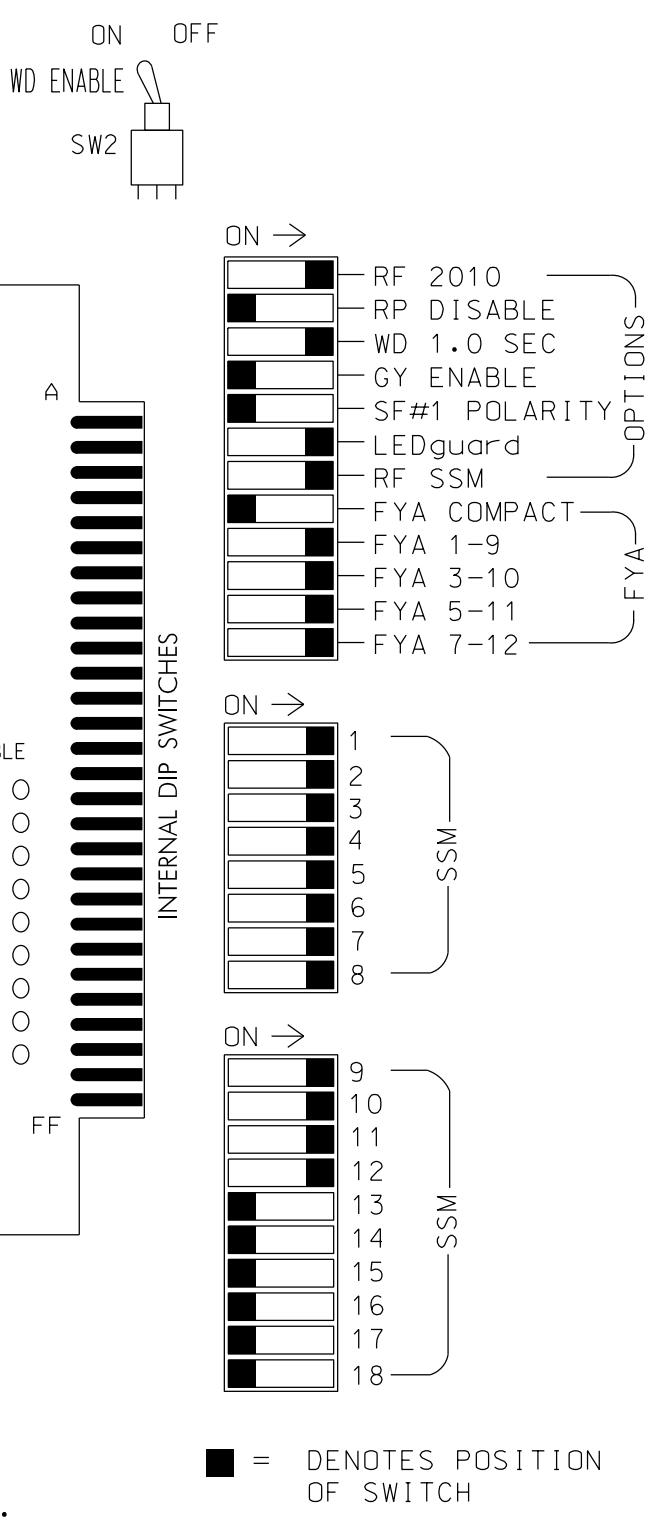 ON OFF
WD ENABLE
SW2
ON →
RF 2010
RP DISABLE
WD 1.0 SEC
GY ENABLE
SF#1 POLARITY
LEDguard
RF SSM
OPTIONS
FYA COMPACT
FYA 1-9
FYA 3-10
FYA 5-11
FYA 7-12
FYA
A
FF
BLE
INTERNAL DIP SWITCHES
ON →
1
2
3
4
5
6
7
8
SSM
ON →
9
10
11
12
13
14
15
16
17
18
SSM
■ = DENOTES POSITION
OF SWITCH
.